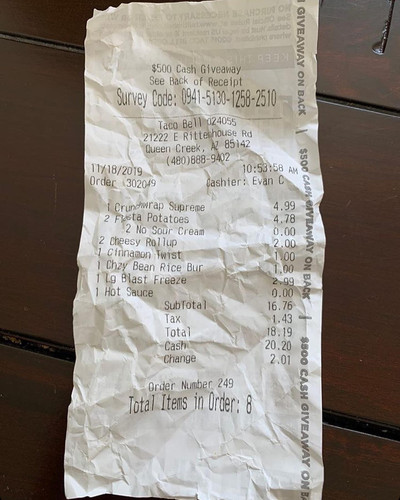 $500 Cash Giveaway
See Back of Receipt
Survey Code: 0941-5130-1258-2510
Taco Bell 024055
21222 E Rittenhouse Rd
Queen Creek, AZ 85142
(480)888-9402
11/18/2019 10:53:58 AM
Order 302049 Cashier: Evan C
1 Crunchwrap Supreme 4.99
2 Fiesta Potatoes 4.78
2 No Sour Cream 0.00
2 Cheesy Rollup 2.00
1 Cinnamon Twist 1.00
1 Chzy Bean Rice Bur 1.00
1 Lg Blast Freeze 2.99
1 Hot Sauce 0.00
SubTotal 16.76
Tax 1.43
Total 18.19
Cash 20.20
Change 2.01
Order Number 249
Total Items in Order: 8
GIVEAWAY ON BACK
$500 CASH GIVEAWAY ON BACK
$500 CASH GIVEAWAY ON